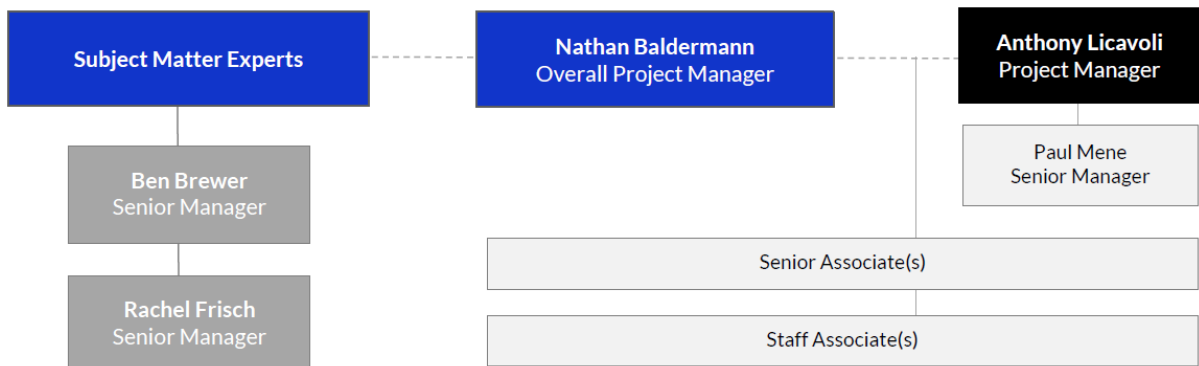 Subject Matter Experts
Nathan Baldermann
Overall Project Manager
Anthony Licavoli
Project Manager
Paul Mene
Senior Manager
Ben Brewer
Senior Manager
Senior Associate(s)
Rachel Frisch
Senior Manager
Staff Associate(s)